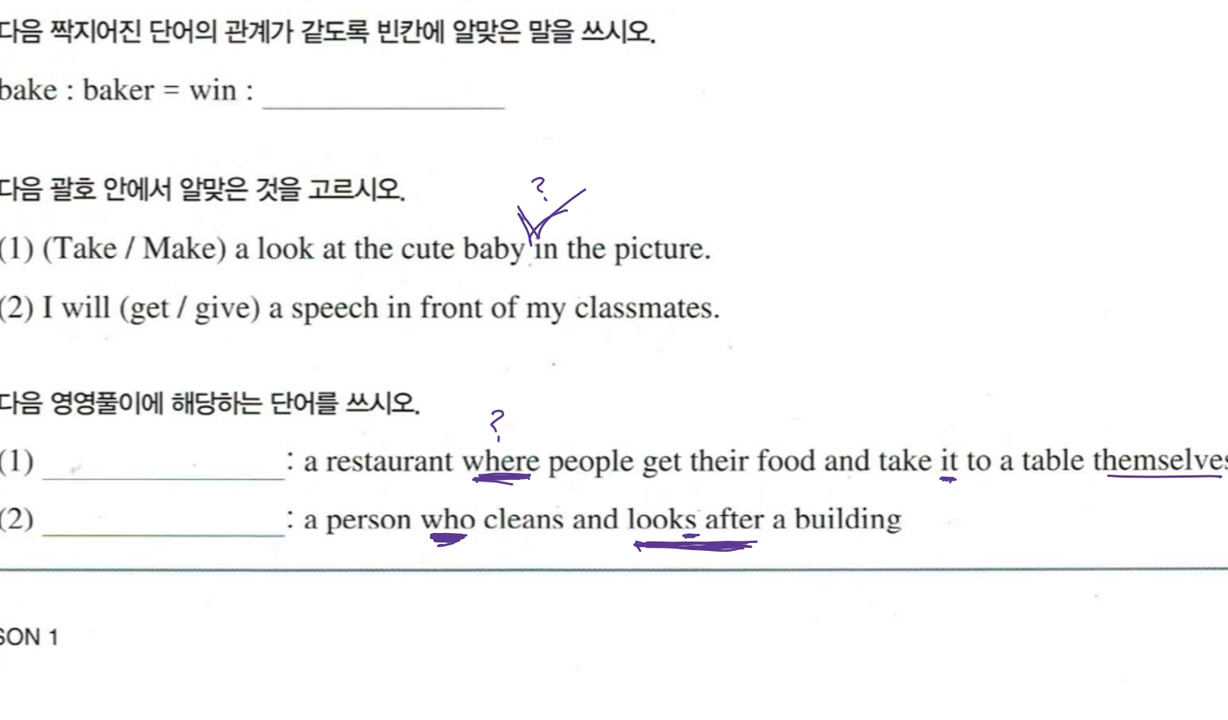 다음 짝지어진 단어의 관계가 같도록 빈칸에 알맞은 말을 쓰시오.
bake : baker = win :
다음 괄호 안에서 알맞은 것을 고르시오.
?
(1) (Take / Make) a look at the cute baby in the picture.
(2) I will (get / give) a speech in front of my classmates.
다음 영영풀이에 해당하는 단어를 쓰시오.
?
(1) : a restaurant where people get their food and take it to a table themselves
(2) : a person who cleans and looks after a building
SON 1